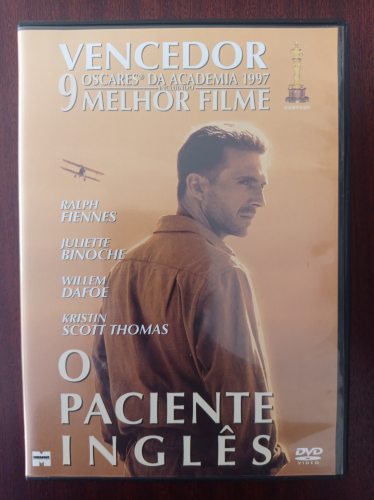 VENCEDOR
9 OSCARES® DA ACADEMIA 1997
INCLUINDO
MELHOR FILME
RALPH
FIENNES
JULIETTE
BINOCHE
WILLEM
DAFOE
KRISTIN
SCOTT THOMAS
O
PACIENTE
INGLÊS
DVD
VIDEO